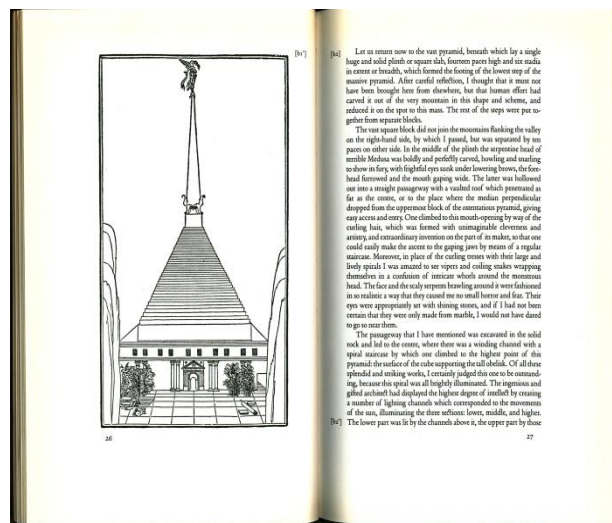 [b1']
26
[b2]
Let us return now to the vast pyramid, beneath which lay a single
huge and solid plinth or square slab, fourteen paces high and six stadia
in extent or breadth, which formed the footing of the lowest step of the
massive pyramid. After careful reflection, I thought that it must not
have been brought here from elsewhere, but that human effort had
carved it out of the very mountain in this shape and scheme, and
reduced it on the spot to this mass. The rest of the steps were put to-
gether from separate blocks.
The vast square block did not join the mountains flanking the valley
on the right-hand side, by which I passed, but was separated by ten
paces on either side. In the middle of the plinth the serpentine head of
terrible Medusa was boldly and perfectly carved, howling and snarling
to show its fury, with frightful eyes sunk under lowering brows, the fore-
head furrowed and the mouth gaping wide. The latter was hollowed
out into a straight passageway with a vaulted roof which penetrated as
far as the centre, or to the place where the median perpendicular
dropped from the uppermost block of the ostentatious pyramid, giving
easy access and entry. One climbed to this mouth-opening by way of the
curling hair, which was formed with unimaginable cleverness and
artistry, and extraordinary invention on the part of its maker, so that one
could easily make the ascent to the gaping jaws by means of a regular
staircase. Moreover, in place of the curling tresses with their large and
lively spirals I was amazed to see vipers and coiling snakes wrapping
themselves in a confusion of intricate whorls around the monstrous
head. The face and the scaly serpents brawling around it were fashioned
in so realistic a way that they caused me no small horror and fear. Their
eyes were appropriately set with shining stones, and if I had not been
certain that they were only made from marble, I would not have dared
to go so near them.
The passageway that I have mentioned was excavated in the solid
rock and led to the centre, where there was a winding channel with a
spiral staircase by which one climbed to the highest point of this
pyramid: the surface of the cube supporting the tall obelisk. Of all these
splendid and striking works, I certainly judged this one to be outstand-
ing, because this spiral was all brightly illuminated. The ingenious and
gifted architect had displayed the highest degree of intellect by creating
a number of lighting channels which corresponded to the movements
of the sun, illuminating the three sections: lower, middle, and higher.
[b2'] The lower part was lit by the channels above it, the upper part by those
27